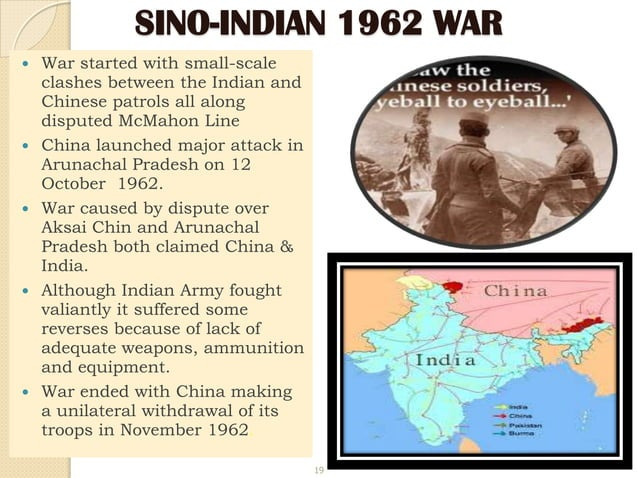 SINO-INDIAN 1962 WAR
War started with small-scale
clashes between the Indian and
Chinese patrols all along
disputed McMahon Line
China launched major attack in
Arunachal Pradesh on 12
October 1962.
War caused by dispute over
Aksai Chin and Arunachal
Pradesh both claimed China &
India.
Although Indian Army fought
valiantly it suffered some
reverses because of lack of
adequate weapons, ammunition
and equipment.
War ended with China making
a unilateral withdrawal of its
troops in November 1962
aw the
inese soldiers,
yeball to eyeball...'
China
India
India
China
Pakistan
Burma
19